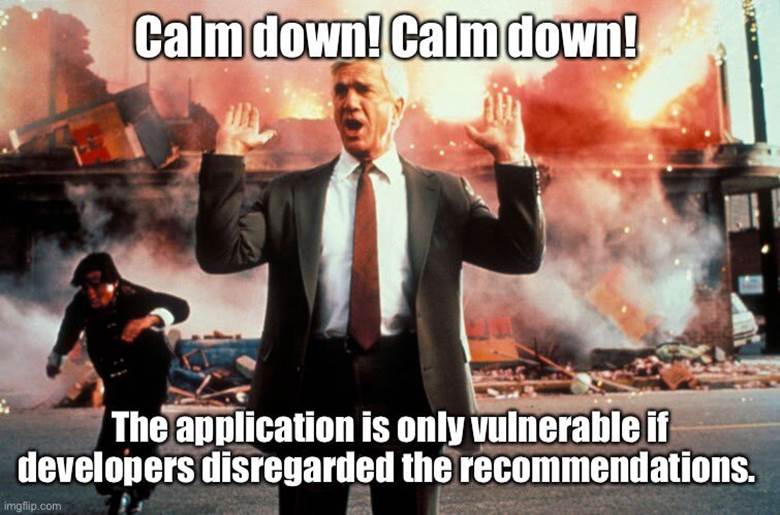 Calm down! Calm down!
The application is only vulnerable if
developers disregarded the recommendations.
imgflip.com